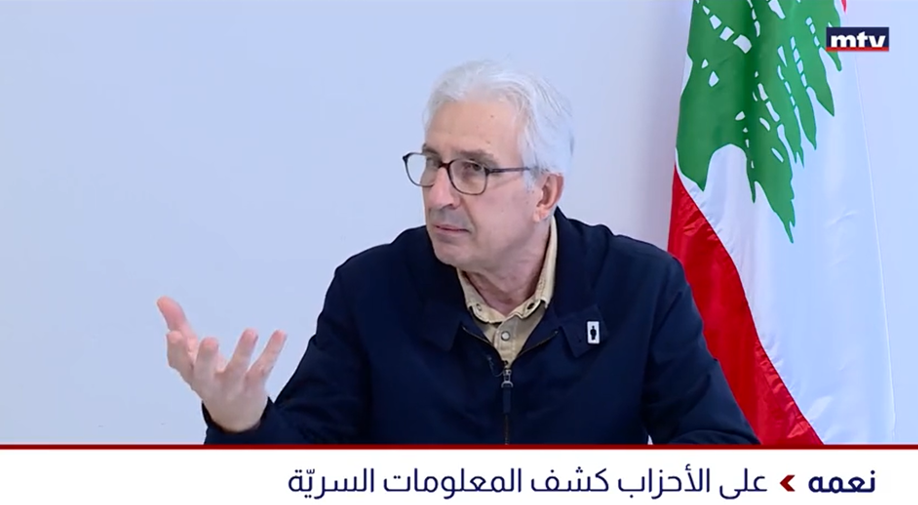 mtv
نعمه › على الأحزاب كشف المعلومات السريّة